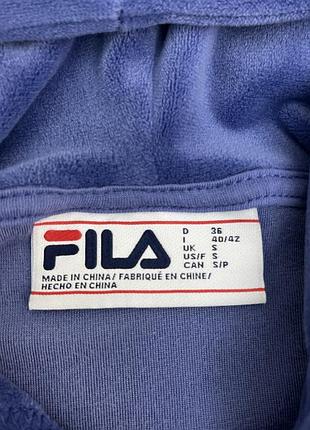 FILA
MADE IN CHINA/ FABRIQUÉ EN CHINE/
HECHO EN CHINA
D 36
I 40/42
UK S
US/F S
CAN S/P